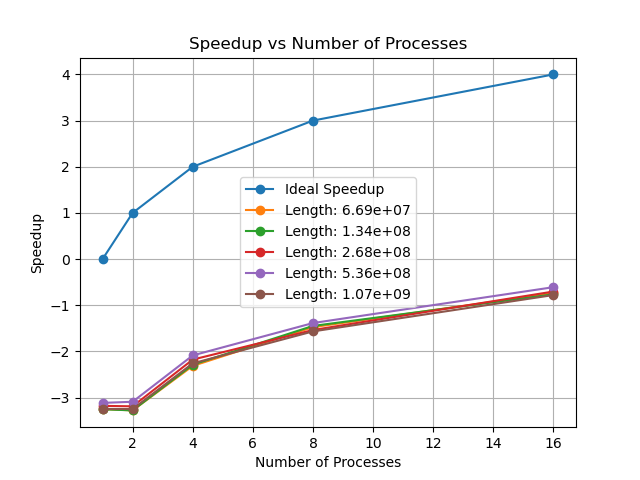 Speedup vs Number of Processes
Speedup
4
3
2
1
0
−1
−2
−3
Ideal Speedup
Length: 6.69e+07
Length: 1.34e+08
Length: 2.68e+08
Length: 5.36e+08
Length: 1.07e+09
2 4 6 8 10 12 14 16
Number of Processes